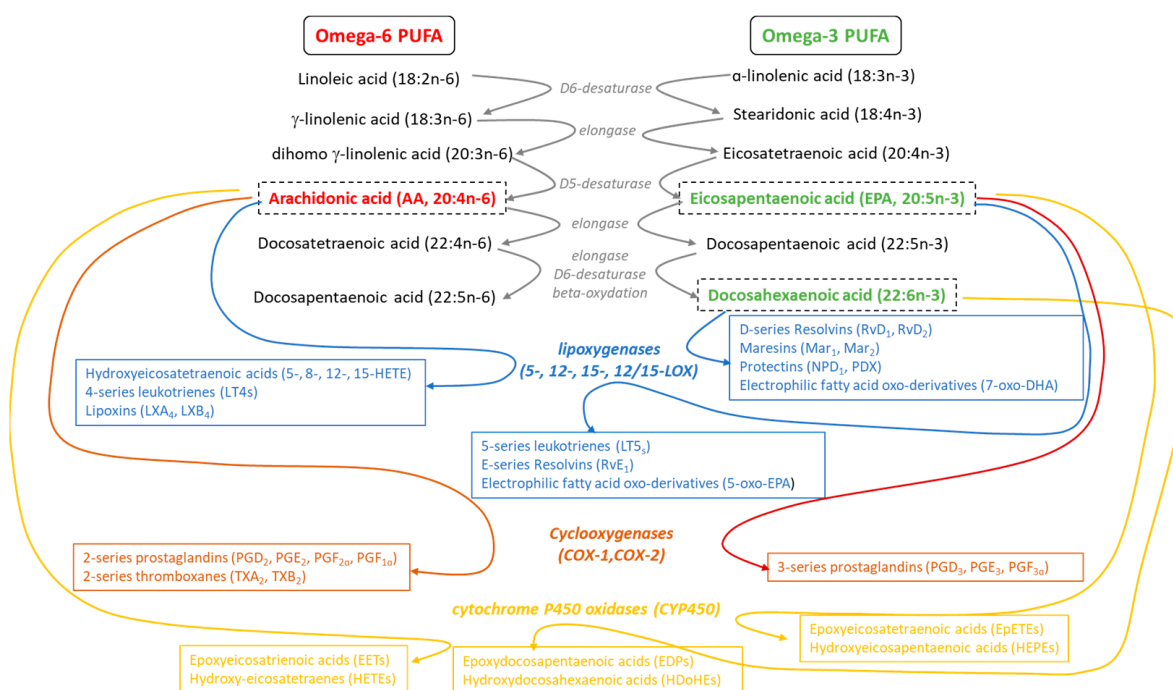 Omega-6 PUFA
Omega-3 PUFA
Linoleic acid (18:2n-6)
α-linolenic acid (18:3n-3)
D6-desaturase
γ-linolenic acid (18:3n-6)
Stearidonic acid (18:4n-3)
elongase
dihomo γ-linolenic acid (20:3n-6)
Eicosatetraenoic acid (20:4n-3)
D5-desaturase
Arachidonic acid (AA, 20:4n-6)
Eicosapentaenoic acid (EPA, 20:5n-3)
elongase
Docosatetraenoic acid (22:4n-6)
Docosapentaenoic acid (22:5n-3)
elongase
D6-desaturase
beta-oxydation
Docosapentaenoic acid (22:5n-6)
Docosahexaenoic acid (22:6n-3)
D-series Resolvins (RvD₁, RvD₂)
Maresins (Mar₁, Mar₂)
Protectins (NPD₁, PDX)
Electrophilic fatty acid oxo-derivatives (7-oxo-DHA)
lipoxygenases
(5-, 12-, 15-, 12/15-LOX)
Hydroxyeicosatetraenoic acids (5-, 8-, 12-, 15-HETE)
4-series leukotrienes (LT4s)
Lipoxins (LXA₄, LXB₄)
5-series leukotrienes (LT5ₛ)
E-series Resolvins (RvE₁)
Electrophilic fatty acid oxo-derivatives (5-oxo-EPA)
Cyclooxygenases
(COX-1,COX-2)
2-series prostaglandins (PGD₂, PGE₂, PGF₂α, PGF₁α)
2-series thromboxanes (TXA₂, TXB₂)
3-series prostaglandins (PGD₃, PGE₃, PGF₃α)
cytochrome P450 oxidases (CYP450)
Epoxyeicosatetraenoic acids (EpETEs)
Hydroxyeicosapentaenoic acids (HEPEs)
Epoxyeicosatrienoic acids (EETs)
Hydroxy-eicosatetraenes (HETEs)
Epoxydocosapentaenoic acids (EDPs)
Hydroxydocosahexaenoic acids (HDoHEs)